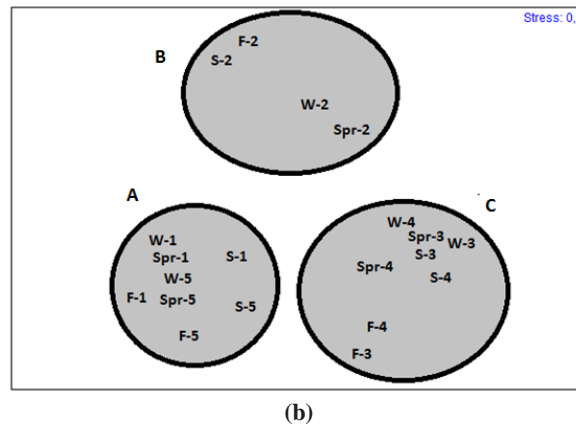 Stress: 0,
B
F-2
S-2
W-2
Spr-2
A
C
W-1
Spr-1
S-1
W-5
F-1
Spr-5
S-5
F-5
W-4
Spr-3
W-3
S-3
Spr-4
S-4
F-4
F-3
(b)